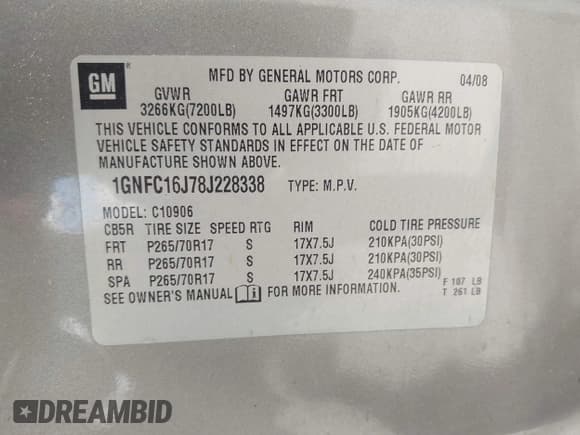 GM ® MFD BY GENERAL MOTORS CORP. 04/08
GVWR GAWR FRT GAWR RR
3266KG(7200LB) 1497KG(3300LB) 1905KG(4200LB)
THIS VEHICLE CONFORMS TO ALL APPLICABLE U.S. FEDERAL MOTOR
VEHICLE SAFETY STANDARDS IN EFFECT ON THE DATE OF
MANUFACTURE SHOWN ABOVE.
1GNFC16J78J228338 TYPE: M.P.V.
MODEL: C10906
CB5R TIRE SIZE SPEED RTG RIM COLD TIRE PRESSURE
FRT P265/70R17 S 17X7.5J 210KPA(30PSI)
RR P265/70R17 S 17X7.5J 210KPA(30PSI)
SPA P265/70R17 S 17X7.5J 240KPA(35PSI)
F 107 LB
SEE OWNER'S MANUAL i FOR MORE INFORMATION.
T 261 LB
DREAMBID